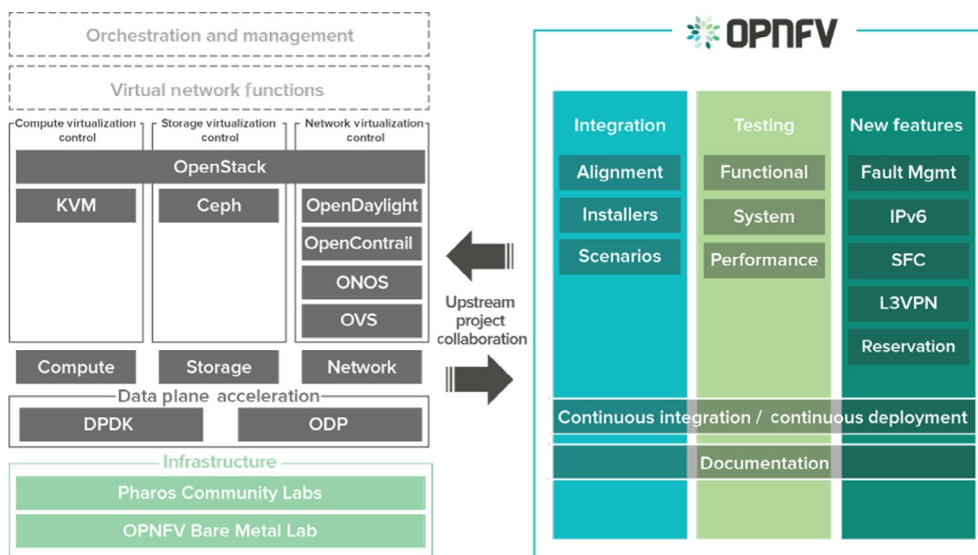 Orchestration and management
Virtual network functions
Compute virtualization
control
Storage virtualization
control
Network virtualization
control
OpenStack
KVM
Ceph
OpenDaylight
OpenContrail
ONOS
OVS
Compute
Storage
Network
Data plane acceleration
DPDK
ODP
Infrastructure
Pharos Community Labs
OPNFV Bare Metal Lab
Upstream
project
collaboration
OPNFV
Integration
Alignment
Installers
Scenarios
Testing
Functional
System
Performance
New features
Fault Mgmt
IPv6
SFC
L3VPN
Reservation
Continuous integration / continuous deployment
Documentation